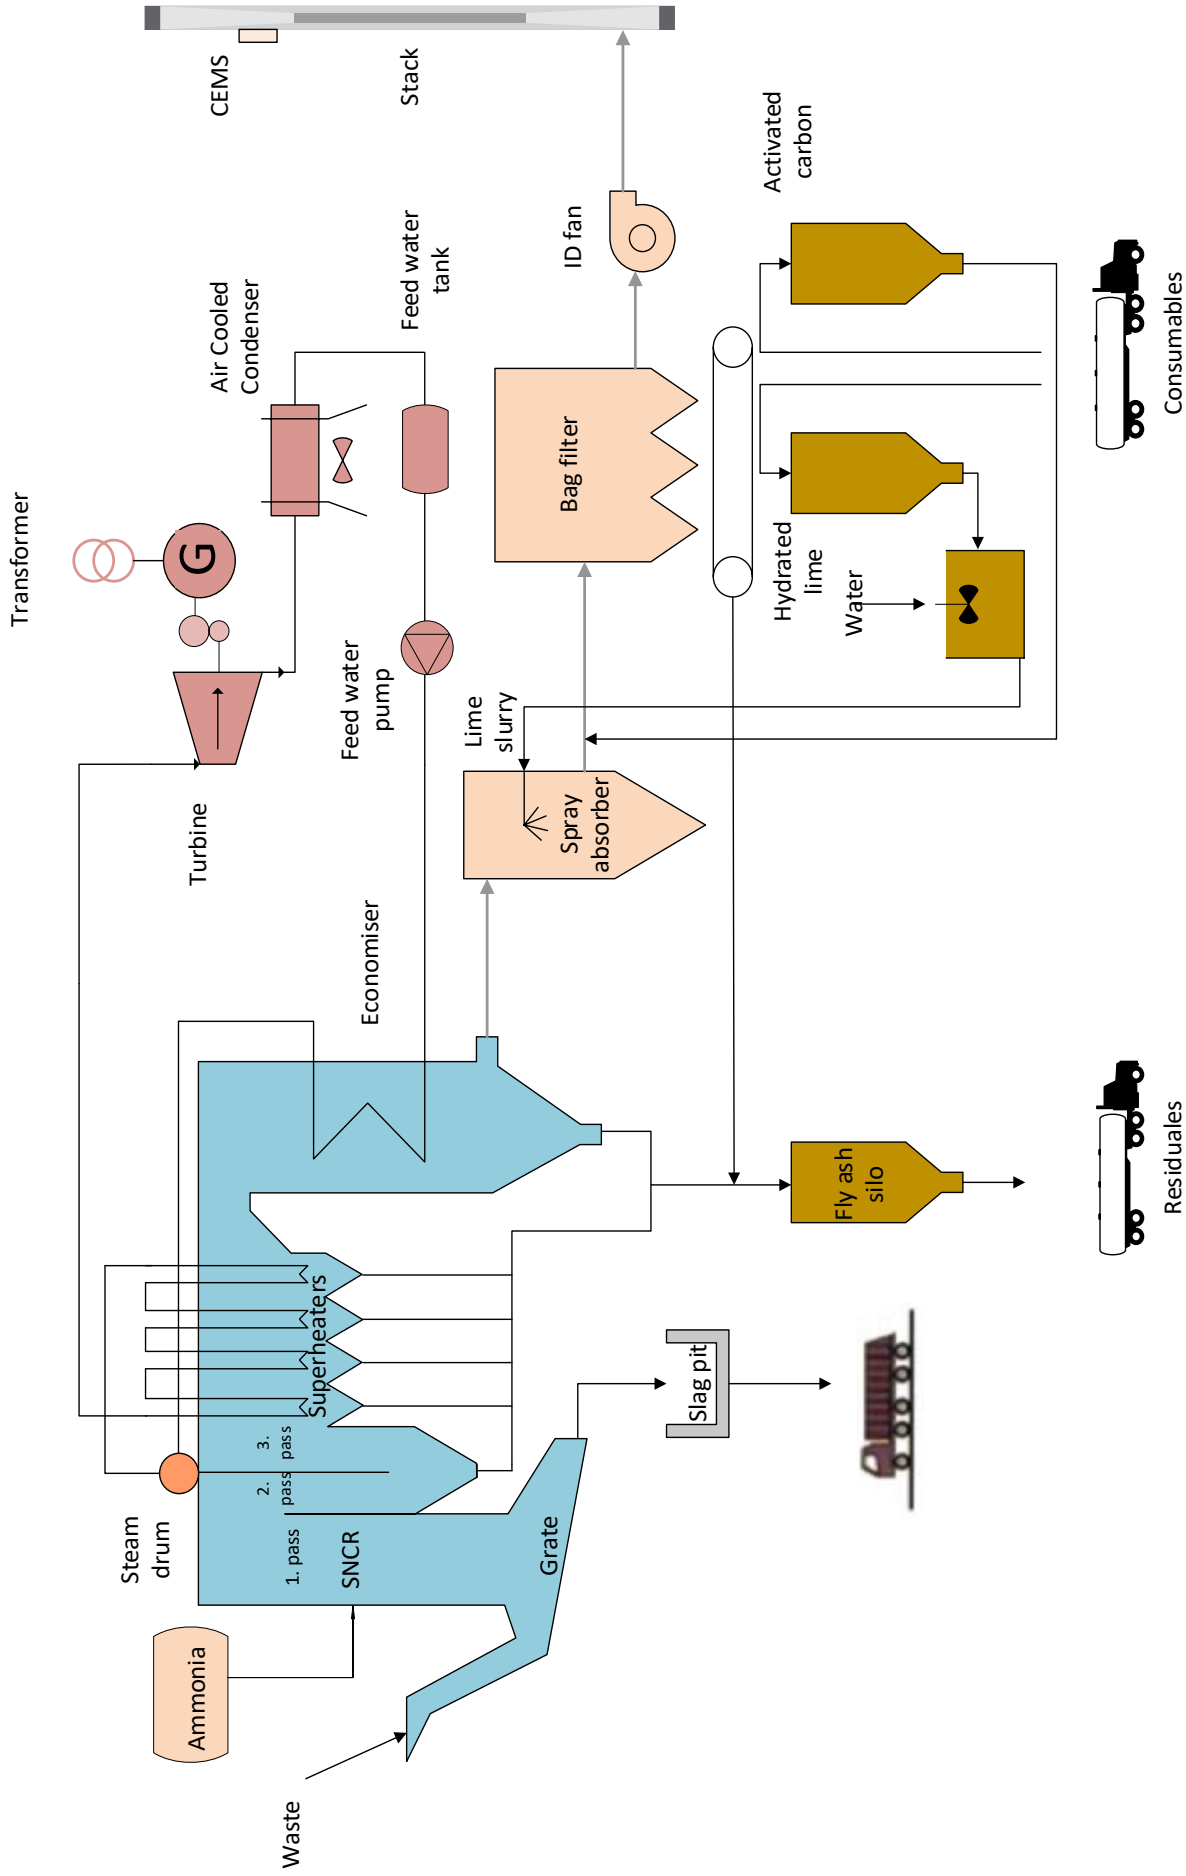 Waste
Ammonia
Steam
drum
1. pass
2.
pass
3.
pass
SNCR
Grate
Superheaters
Slag pit
Economiser
Turbine
Transformer
G
Air Cooled
Condenser
Feed water
tank
Feed water
pump
Lime
slurry
Spray
absorber
Bag filter
ID fan
CEMS
Stack
Hydrated
lime
Water
Activated
carbon
Fly ash
silo
Residuales
Consumables